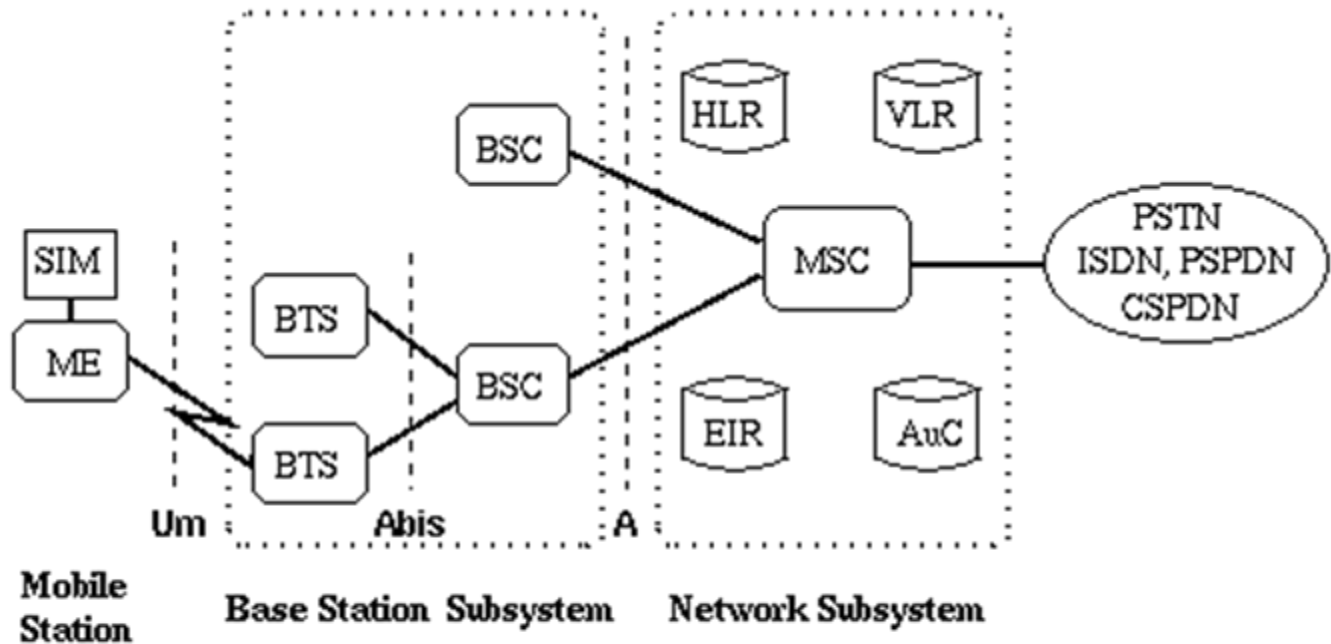 HLR
VLR
BSC
SIM
ME
BTS
BSC
BTS
MSC
PSTN
ISDN, PSPDN
CSPDN
EIR
AuC
Um
Abis
A
Mobile
Station
Base Station Subsystem
Network Subsystem